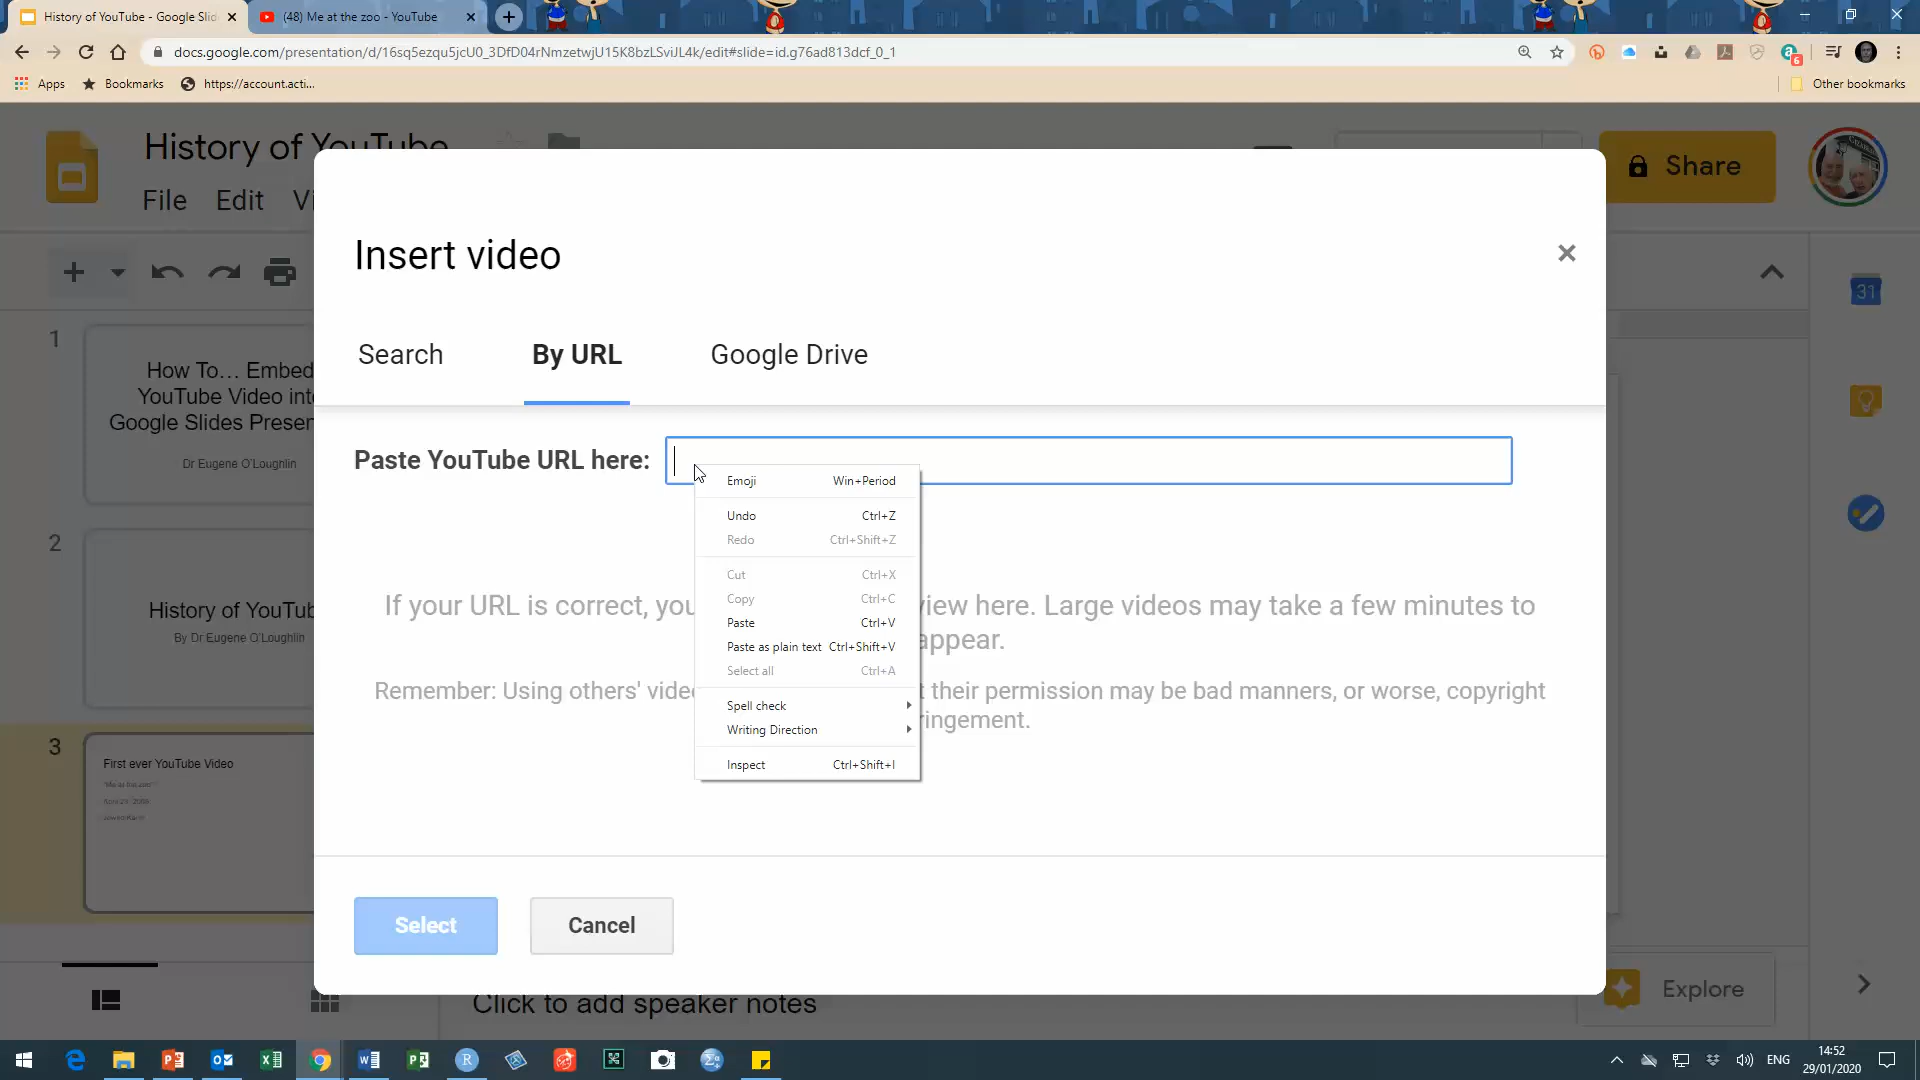 History of YouTube - Google Slid
(48) Me at the zoo - YouTube
docs.google.com/presentation/d/16sq5ezqu5jcU0_3DfD04rNmzetwjU15K8bzLSviJL4k/edit#slide=id.g76ad813dcf_0_1
6
Apps
Bookmarks
https://account.acti...
Other bookmarks
History of YouTube
Share
File
Edit
Vi
Insert video
31
1
Search
By URL
Google Drive
How To… Embed
YouTube Video int
Google Slides Presen
Dr Eugene O'Loughlin
Paste YouTube URL here:
Emoji Win+Period
Undo Ctrl+Z
Redo Ctrl+Shift+Z
Cut Ctrl+X
Copy Ctrl+C
Paste Ctrl+V
Paste as plain text Ctrl+Shift+V
Select all Ctrl+A
Spell check
Writing Direction
Inspect Ctrl+Shift+I
2
If your URL is correct, you view here. Large videos may take a few minutes to
appear.
Remember: Using others' vide t their permission may be bad manners, or worse, copyright
ringement.
History of YouTub
By Dr Eugene O'Loughlin
3
First ever YouTube Video
Select
Cancel
Click to add speaker notes
Explore
ENG
14:52
29/01/2020